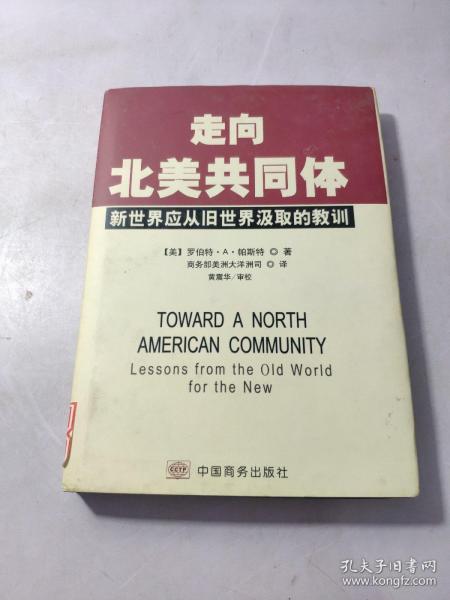 走向
北美共同体
新世界应从旧世界汲取的教训
【美】罗伯特·A·帕斯特 ◎ 著
商务部美洲大洋洲司 ◎ 译
黄震华/审校
TOWARD A NORTH
AMERICAN COMMUNITY
Lessons from the Old World
for the New
CCTP
中国商务出版社
孔夫子旧书网
www.kongfz.com